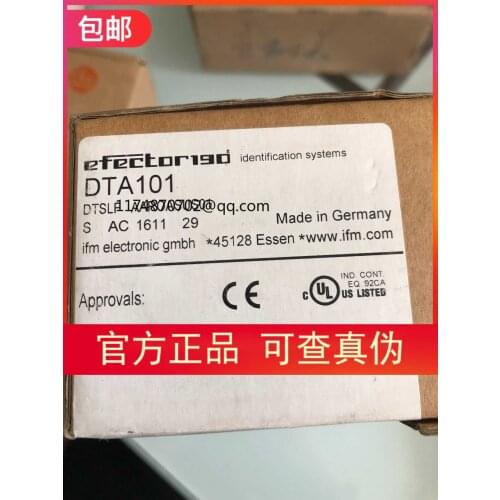 包邮
efector190 identification systems
DTA101
DTSLF
@qq.com
S AC 1611 29
Made in Germany
ifm electronic gmbh *45128 Essen *www.ifm.com
Approvals:
CE
C UL US LISTED
IND. CONT.
EQ. 92CA
官方正品 可查真伪